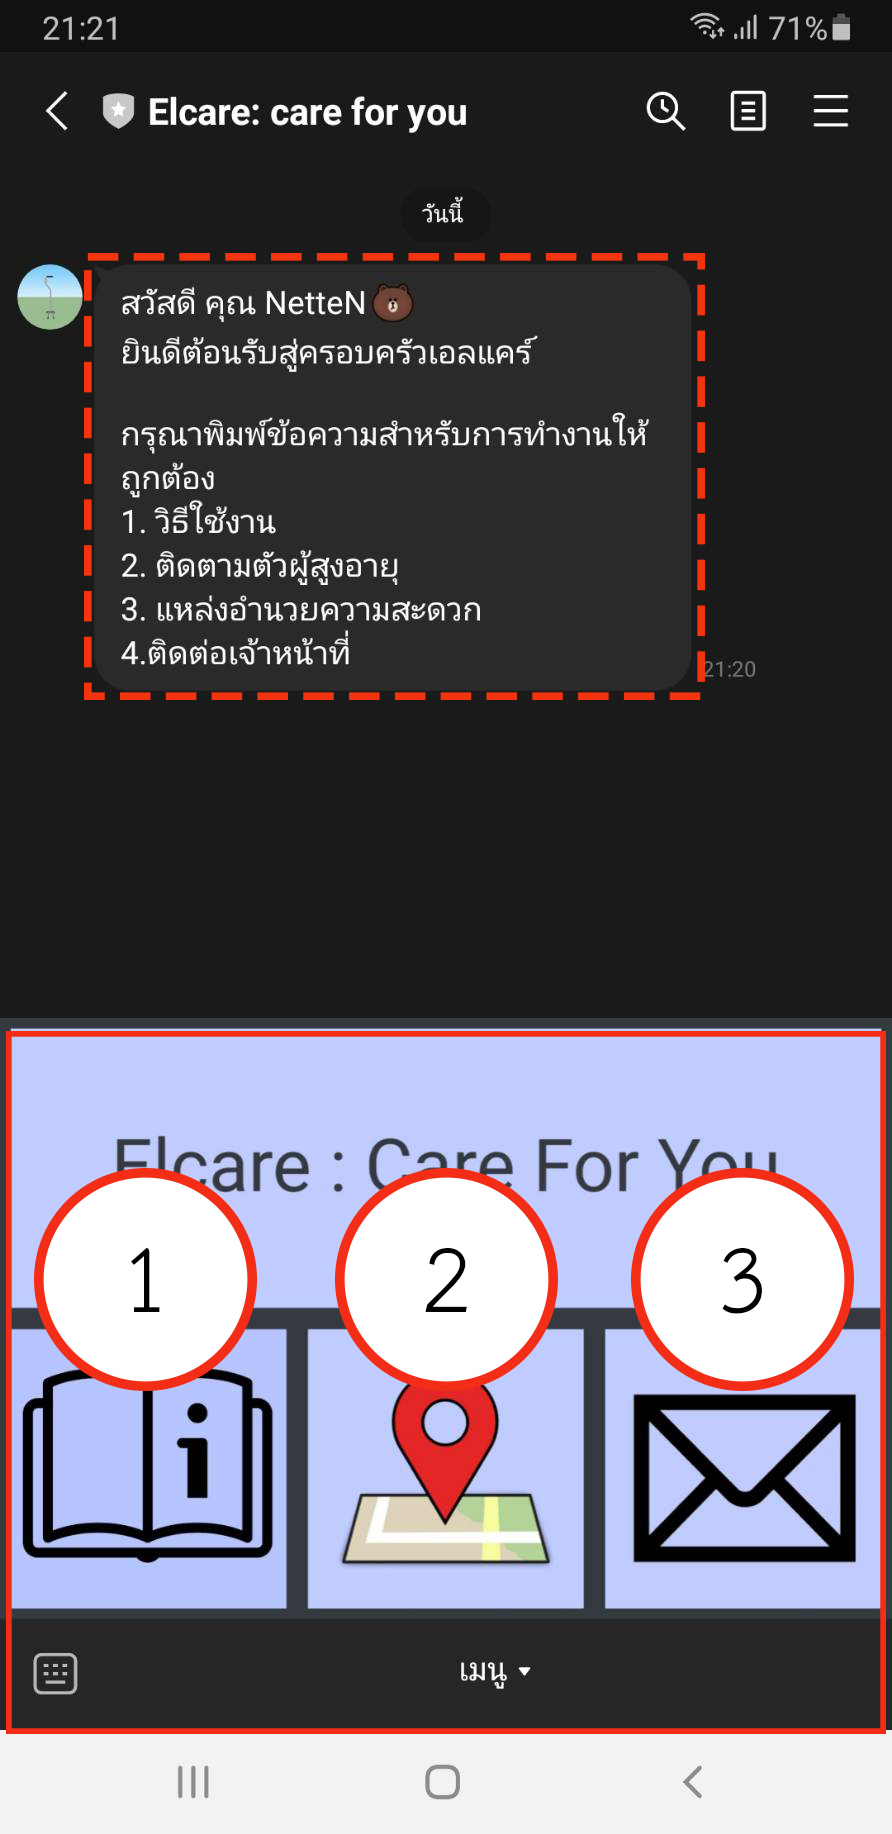 21:21
71%
Elcare: care for you
วันนี้
สวัสดี คุณ NetteN
ยินดีต้อนรับสู่ครอบครัวเอลแคร์
กรุณาพิมพ์ข้อความสำหรับการทำงานให้
ถูกต้อง
1. วิธีใช้งาน
2. ติดตามตัวผู้สูงอายุ
3. แหล่งอำนวยความสะดวก
4.ติดต่อเจ้าหน้าที่
21:20
Elcare : Care For You
1
2
3
i
เมนู